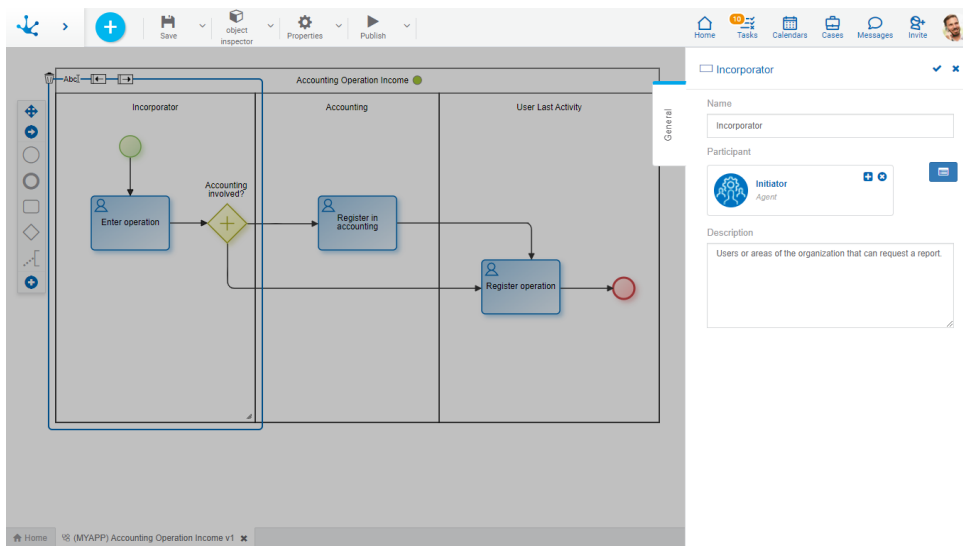 Save
object
inspector
Properties
Publish
Home
10
Tasks
Calendars
Cases
Messages
Invite
Abc
Accounting Operation Income
Incorporator
Accounting
User Last Activity
Enter operation
Accounting
involved?
Register in
accounting
Register operation
General
Incorporator
Name
Incorporator
Participant
Initiator
Agent
Description
Users or areas of the organization that can request a report.
Home
(MYAPP) Accounting Operation Income v1